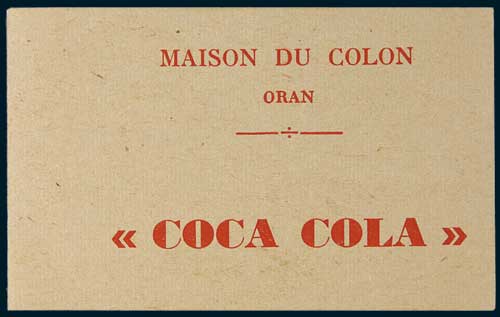 MAISON DU COLON
ORAN
« COCA COLA »